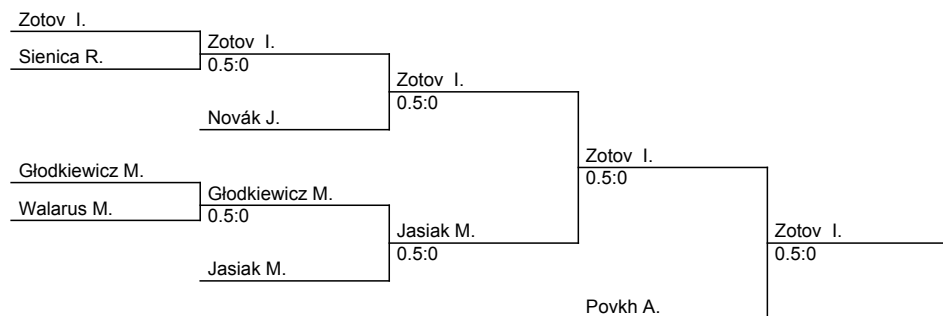 Zotov I.
Sienica R.
Zotov I.
0.5:0
Novák J.
Zotov I.
0.5:0
Głodkiewicz M.
Walarus M.
Głodkiewicz M.
0.5:0
Jasiak M.
Jasiak M.
0.5:0
Zotov I.
0.5:0
Povkh A.
Zotov I.
0.5:0